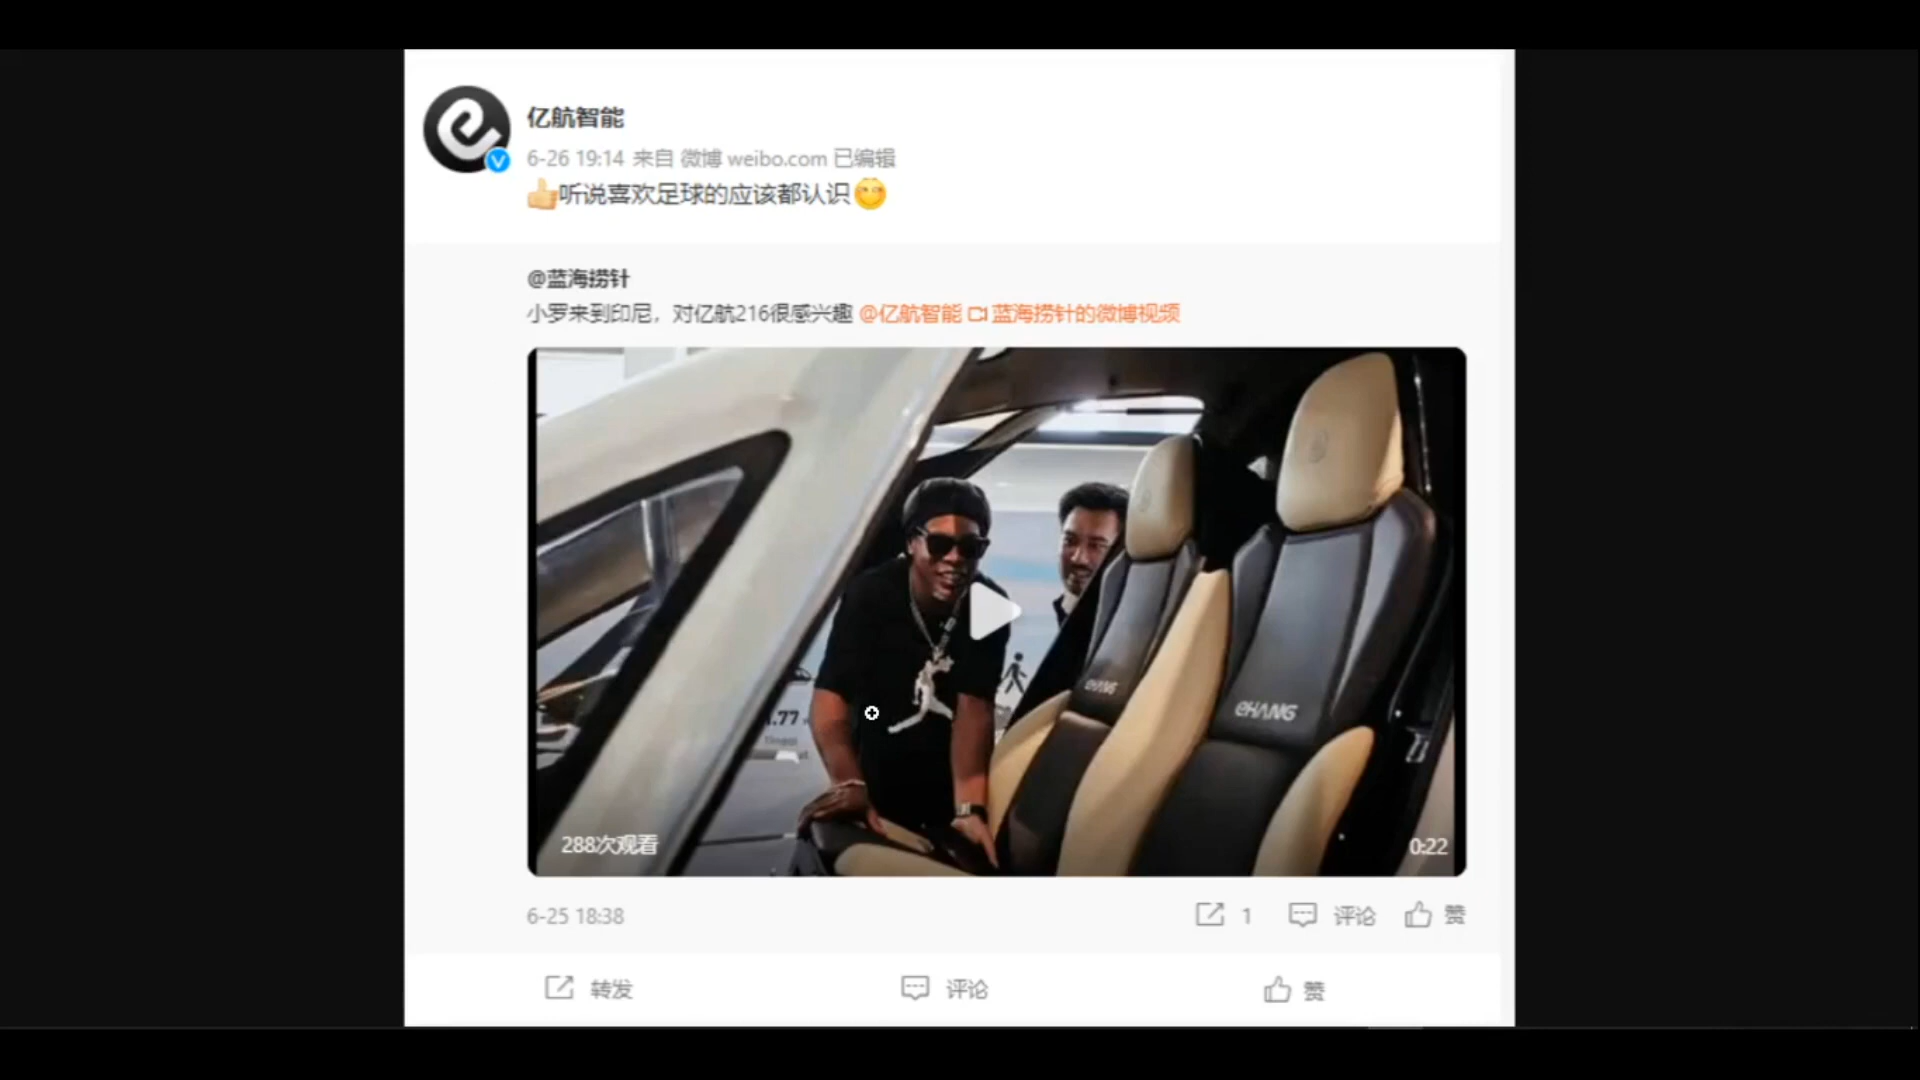 亿航智能
6-26 19:14 来自 微博 weibo.com 已编辑
👍听说喜欢足球的应该都认识
@蓝海捞针
小罗来到印尼，对亿航216很感兴趣 @亿航智能 蓝海捞针的微博视频
1.77
EHANG
EHANG
288次观看
0:22
6-25 18:38
1 评论 赞
转发 评论 赞